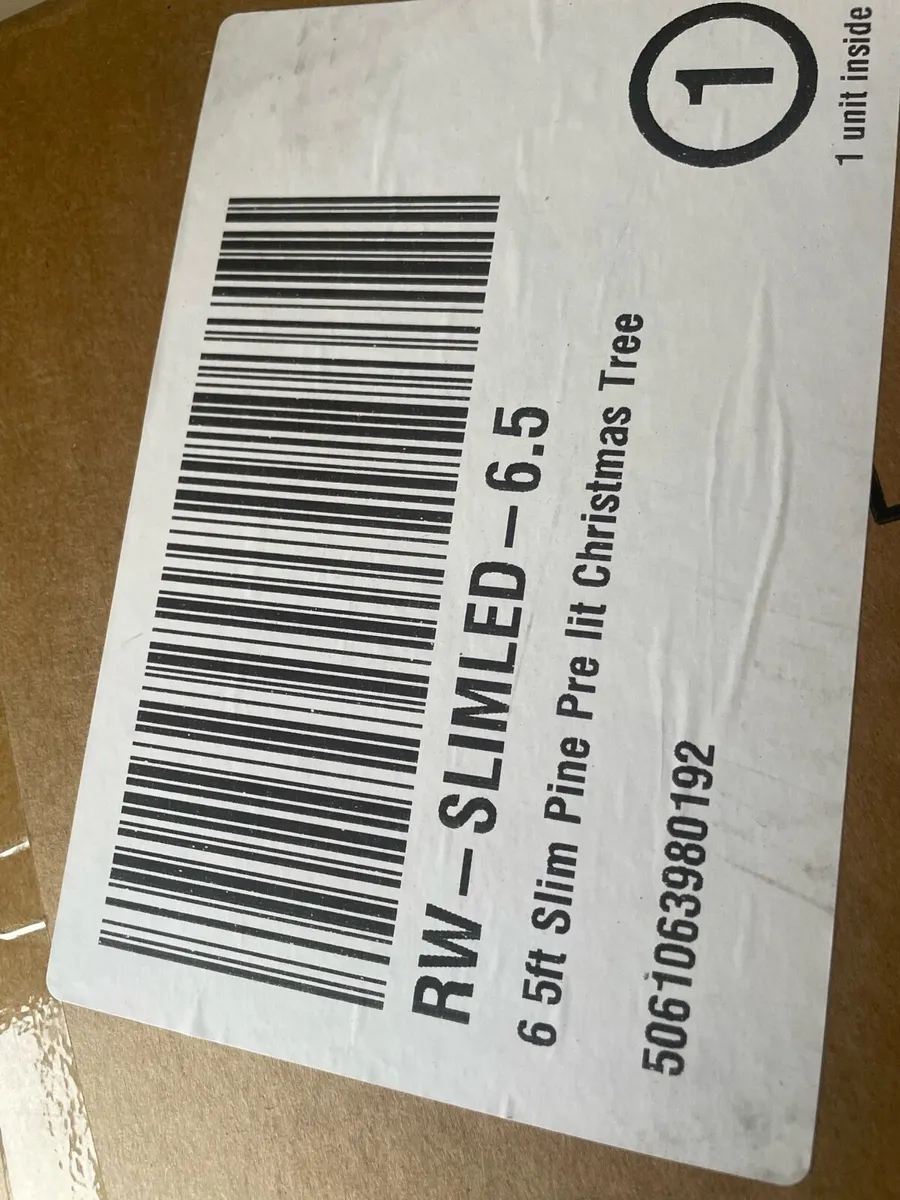 RW-SLIMLED-6.5
6 5ft Slim Pine Pre lit Christmas Tree
5061063980192
1
1 unit inside